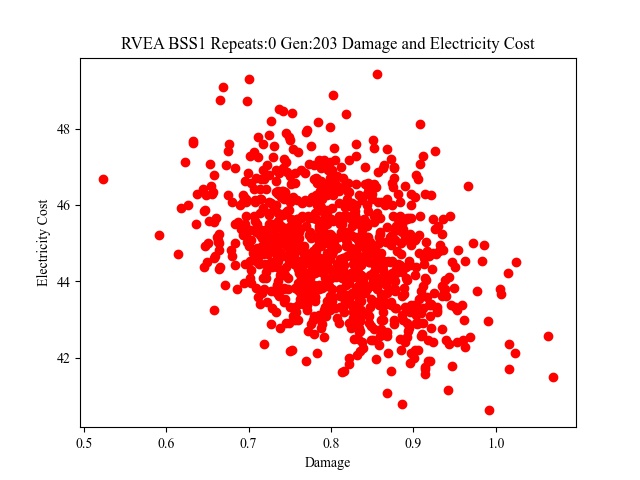 RVEA BSS1 Repeats:0 Gen:203 Damage and Electricity Cost
48
46
44
42
Electricity Cost
0.5 0.6 0.7 0.8 0.9 1.0
Damage